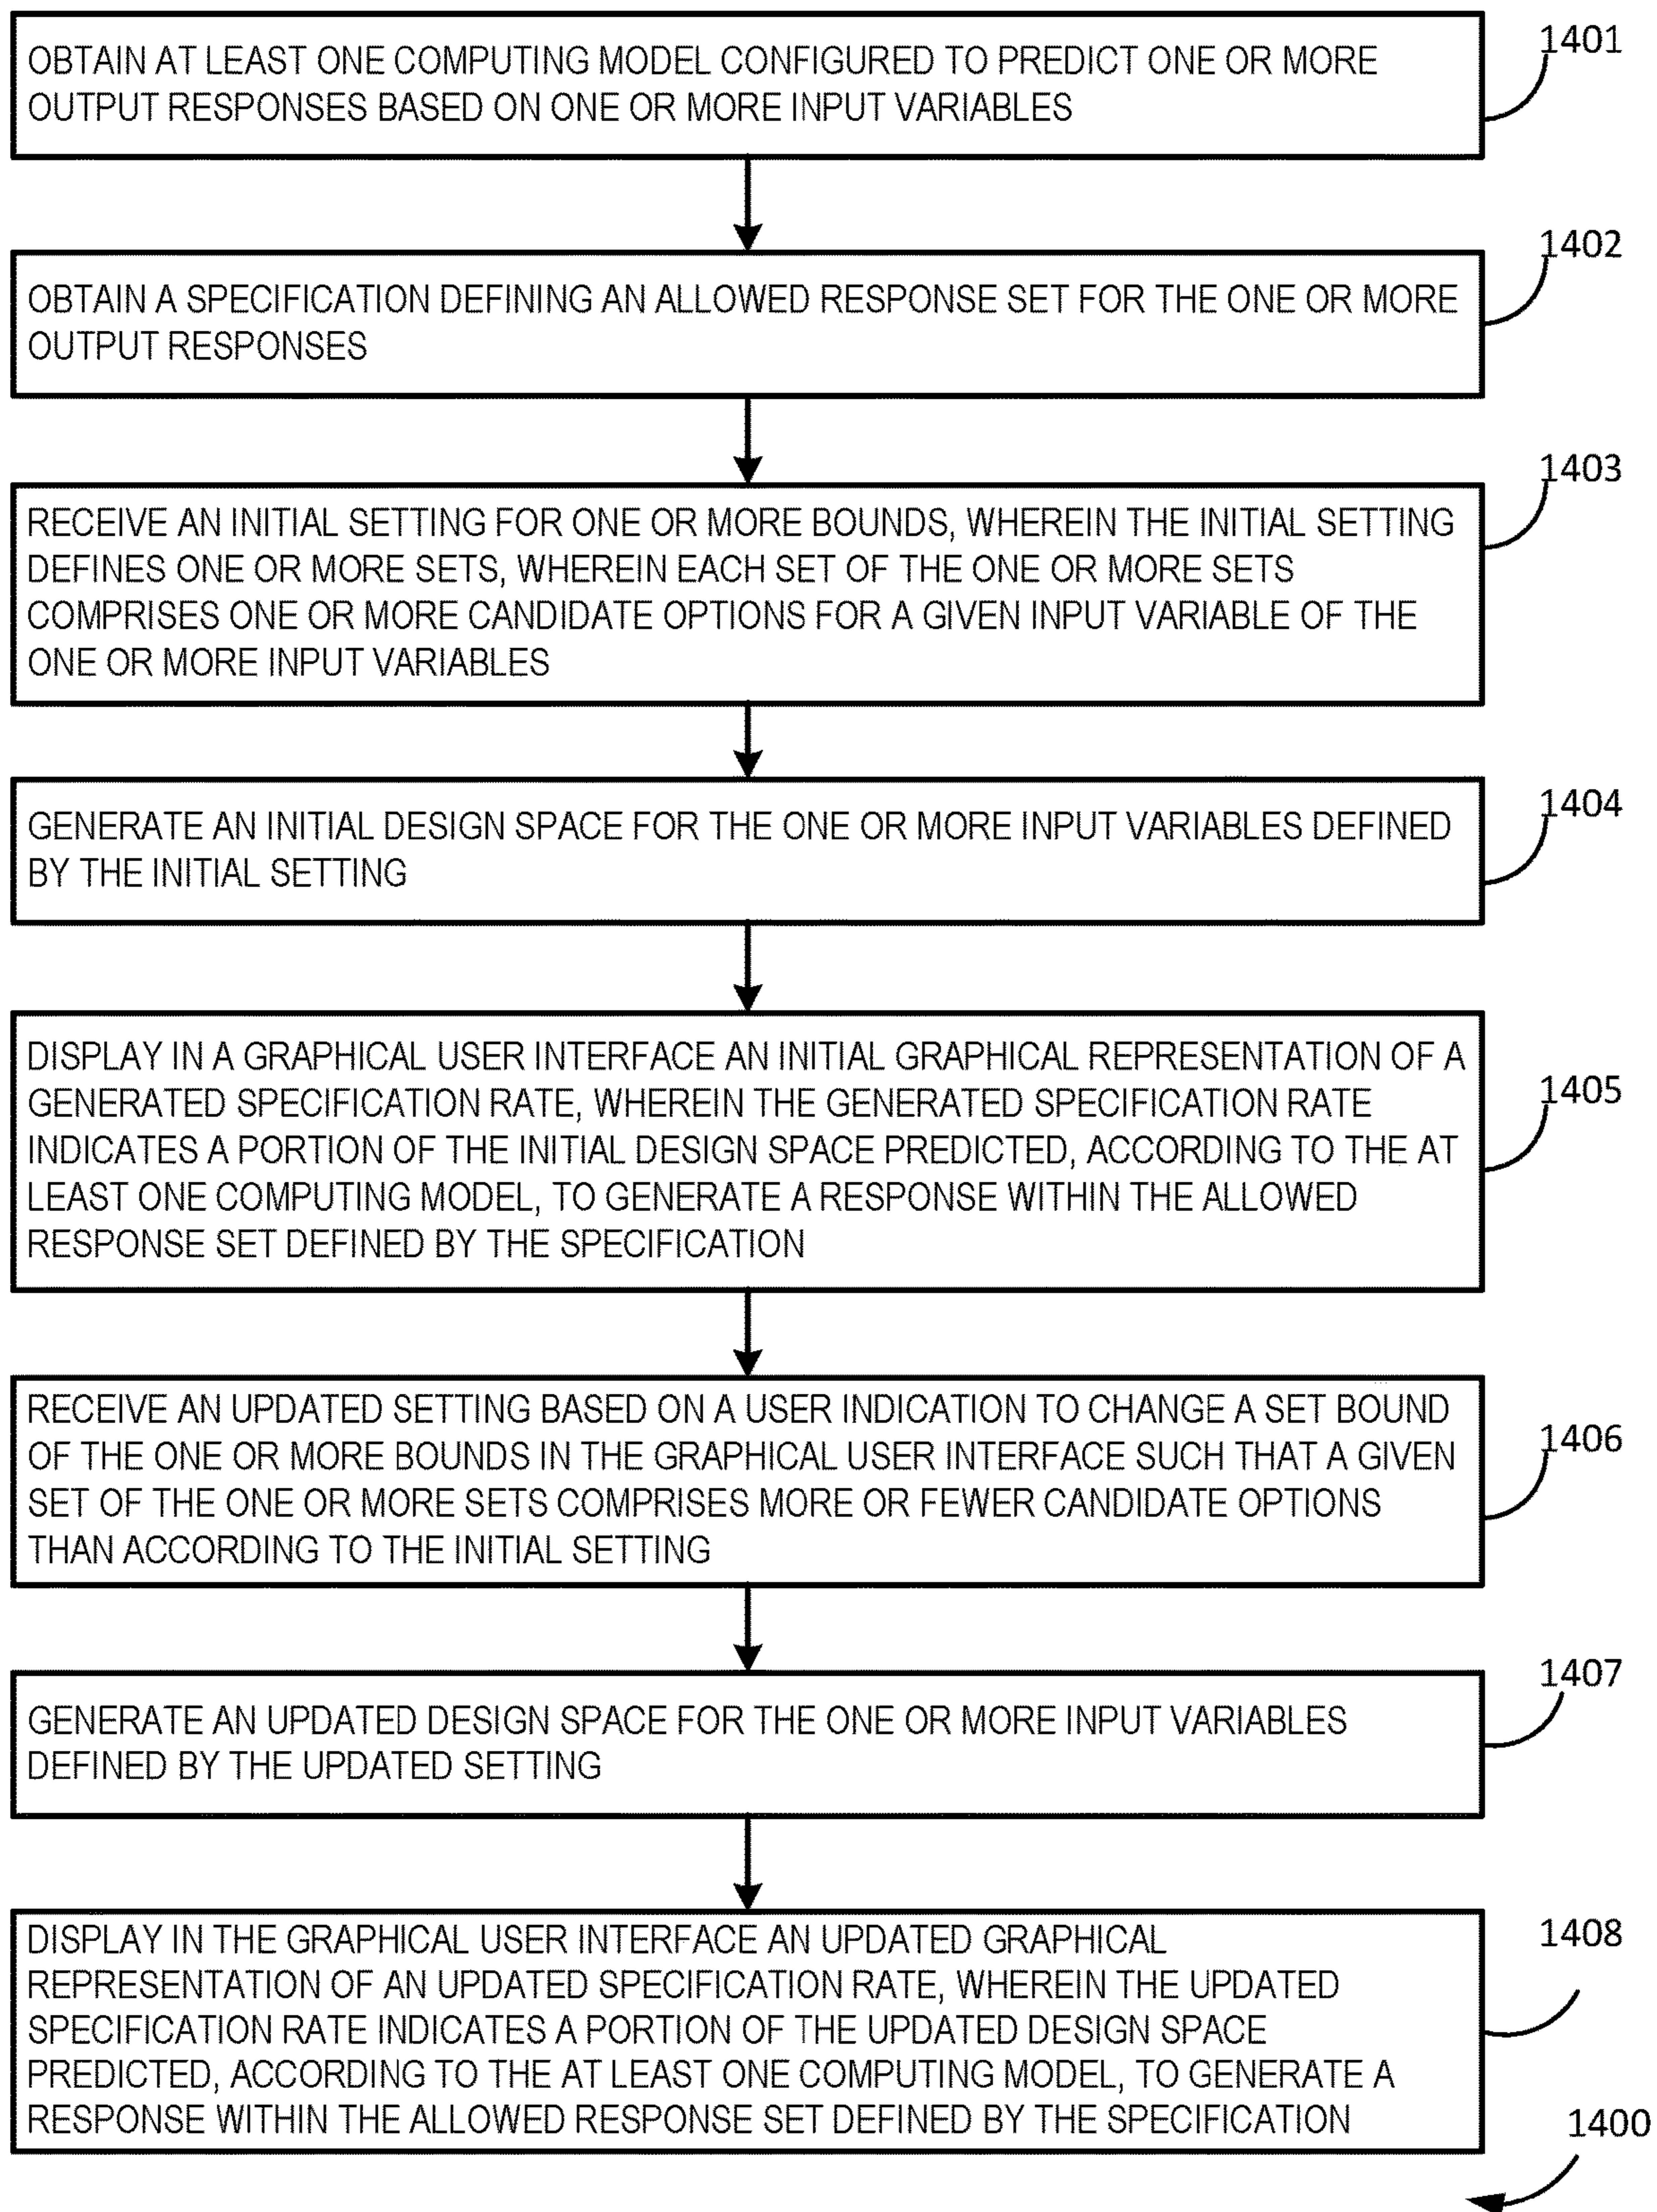 OBTAIN AT LEAST ONE COMPUTING MODEL CONFIGURED TO PREDICT ONE OR MORE
OUTPUT RESPONSES BASED ON ONE OR MORE INPUT VARIABLES
1401
OBTAIN A SPECIFICATION DEFINING AN ALLOWED RESPONSE SET FOR THE ONE OR MORE
OUTPUT RESPONSES
1402
RECEIVE AN INITIAL SETTING FOR ONE OR MORE BOUNDS, WHEREIN THE INITIAL SETTING
DEFINES ONE OR MORE SETS, WHEREIN EACH SET OF THE ONE OR MORE SETS
COMPRISES ONE OR MORE CANDIDATE OPTIONS FOR A GIVEN INPUT VARIABLE OF THE
ONE OR MORE INPUT VARIABLES
1403
GENERATE AN INITIAL DESIGN SPACE FOR THE ONE OR MORE INPUT VARIABLES DEFINED
BY THE INITIAL SETTING
1404
DISPLAY IN A GRAPHICAL USER INTERFACE AN INITIAL GRAPHICAL REPRESENTATION OF A
GENERATED SPECIFICATION RATE, WHEREIN THE GENERATED SPECIFICATION RATE
INDICATES A PORTION OF THE INITIAL DESIGN SPACE PREDICTED, ACCORDING TO THE AT
LEAST ONE COMPUTING MODEL, TO GENERATE A RESPONSE WITHIN THE ALLOWED
RESPONSE SET DEFINED BY THE SPECIFICATION
1405
RECEIVE AN UPDATED SETTING BASED ON A USER INDICATION TO CHANGE A SET BOUND
OF THE ONE OR MORE BOUNDS IN THE GRAPHICAL USER INTERFACE SUCH THAT A GIVEN
SET OF THE ONE OR MORE SETS COMPRISES MORE OR FEWER CANDIDATE OPTIONS
THAN ACCORDING TO THE INITIAL SETTING
1406
GENERATE AN UPDATED DESIGN SPACE FOR THE ONE OR MORE INPUT VARIABLES
DEFINED BY THE UPDATED SETTING
1407
DISPLAY IN THE GRAPHICAL USER INTERFACE AN UPDATED GRAPHICAL
REPRESENTATION OF AN UPDATED SPECIFICATION RATE, WHEREIN THE UPDATED
SPECIFICATION RATE INDICATES A PORTION OF THE UPDATED DESIGN SPACE
PREDICTED, ACCORDING TO THE AT LEAST ONE COMPUTING MODEL, TO GENERATE A
RESPONSE WITHIN THE ALLOWED RESPONSE SET DEFINED BY THE SPECIFICATION
1408
1400